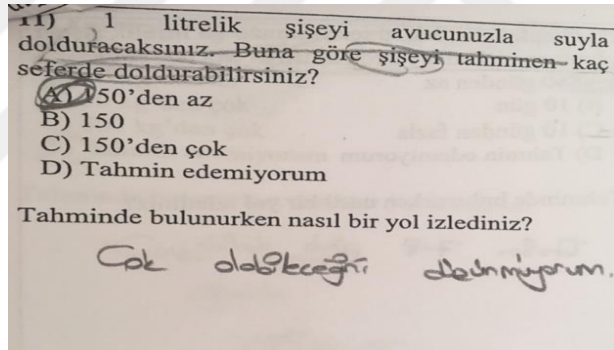 11) 1 litrelik şişeyi avucunuzla suyla
dolduracaksınız. Buna göre şişeyi tahminen kaç
seferde doldurabilirsiniz?
A) 150'den az
B) 150
C) 150'den çok
D) Tahmin edemiyorum
Tahminde bulunurken nasıl bir yol izlediniz?
Çok olabileceğini düşünmüyorum.